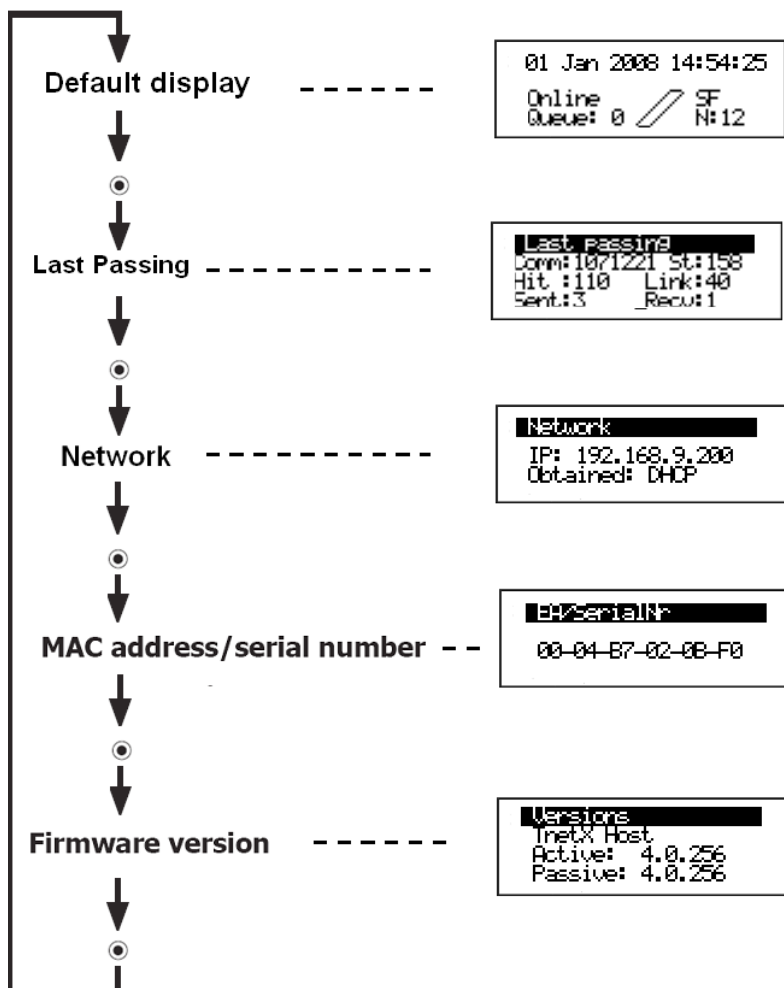 Default display
01 Jan 2008 14:54:25
Online SF
Queue: 0 N:12
Last Passing
Last passing
Comm:1071221 St:158
Hit :110 Link:40
Sent:3 _Recv:1
Network
Network
IP: 192.168.9.200
Obtained: DHCP
MAC address/serial number
EA/SerialNr
00-04-B7-02-0B-F0
Firmware version
Versions
TnetX Host
Active: 4.0.256
Passive: 4.0.256